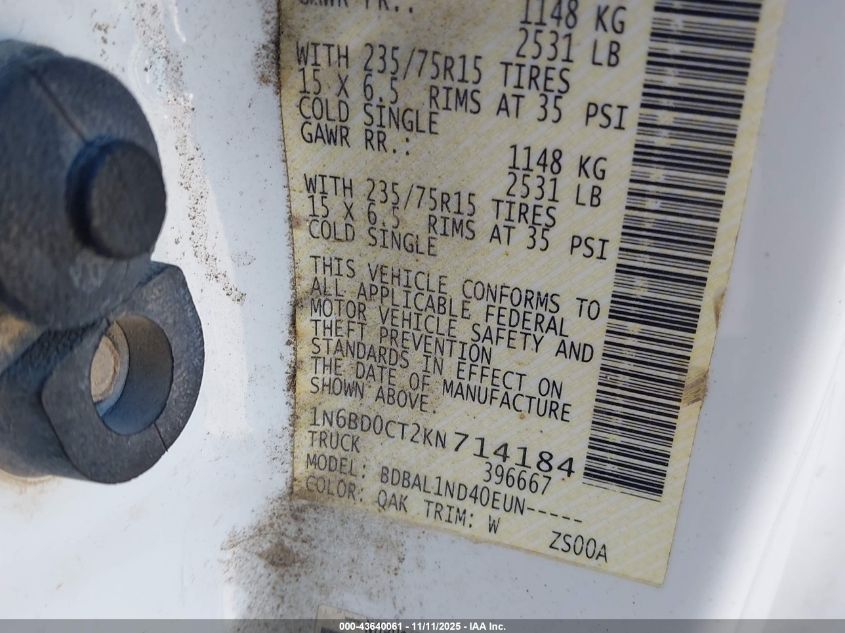 GAWR FR.:
1148 KG
2531 LB
WITH 235/75R15 TIRES
15 X 6.5 RIMS AT 35 PSI
COLD SINGLE
GAWR RR.:
1148 KG
2531 LB
WITH 235/75R15 TIRES
15 X 6.5 RIMS AT 35 PSI
COLD SINGLE
THIS VEHICLE CONFORMS TO
ALL APPLICABLE FEDERAL
MOTOR VEHICLE SAFETY AND
THEFT PREVENTION
STANDARDS IN EFFECT ON
THE DATE OF MANUFACTURE
SHOWN ABOVE.
1N6BD0CT2KN714184
TRUCK 396667
MODEL: BDBAL1ND40EUN-----
COLOR: QAK TRIM: W ZS00A
000-43640061 - 11/11/2025 - IAA Inc.